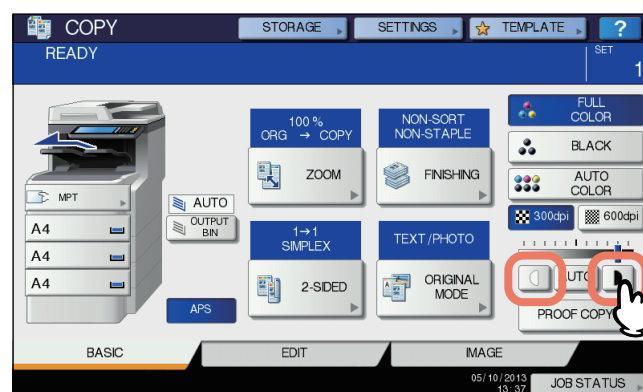 COPY
STORAGE
SETTINGS
TEMPLATE
?
READY
SET
1
100 %
ORG → COPY
NON-SORT
NON-STAPLE
FULL
COLOR
ZOOM
FINISHING
BLACK
AUTO
COLOR
MPT
AUTO
OUTPUT
BIN
300dpi
600dpi
A4
A4
A4
1→1
SIMPLEX
TEXT/PHOTO
2-SIDED
ORIGINAL
MODE
APS
PROOF COPY
BASIC
EDIT
IMAGE
05/10/2013
13:37
JOB STATUS